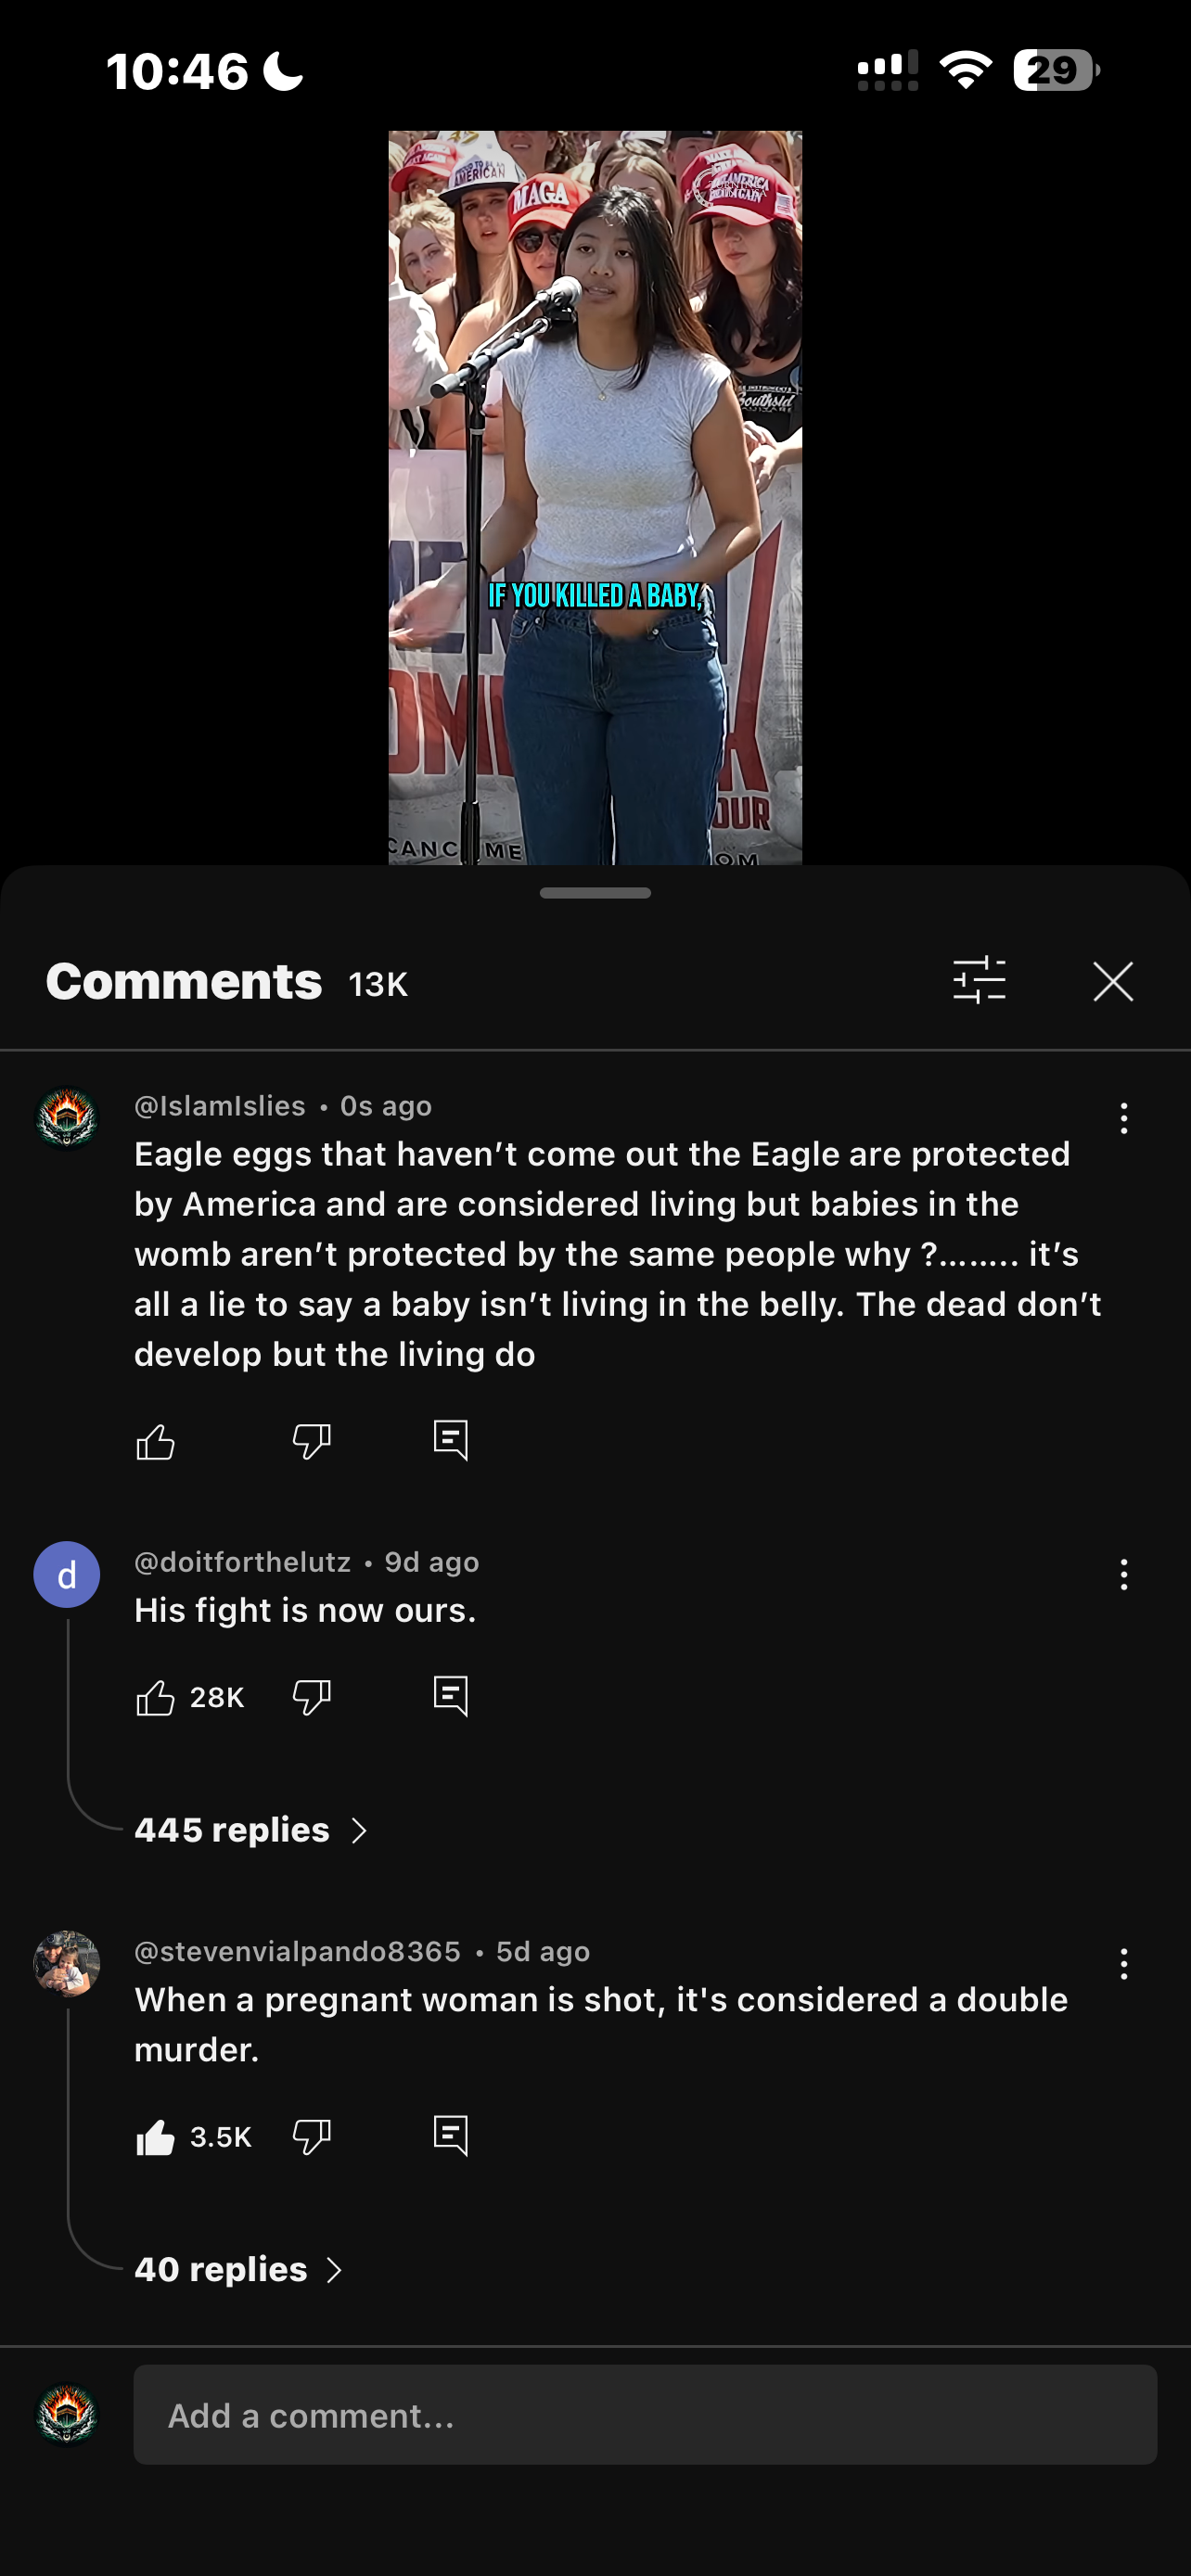 10:46
29
MAGA
AMERICAN
IF YOU KILLED A BABY,
OUR
Comments 13K
@IslamIslies • 0s ago
Eagle eggs that haven’t come out the Eagle are protected
by America and are considered living but babies in the
womb aren’t protected by the same people why ?........ it’s
all a lie to say a baby isn’t living in the belly. The dead don’t
develop but the living do
d
@doitforthelutz • 9d ago
His fight is now ours.
28K
445 replies
@stevenvialpando8365 • 5d ago
When a pregnant woman is shot, it's considered a double
murder.
3.5K
40 replies
Add a comment...